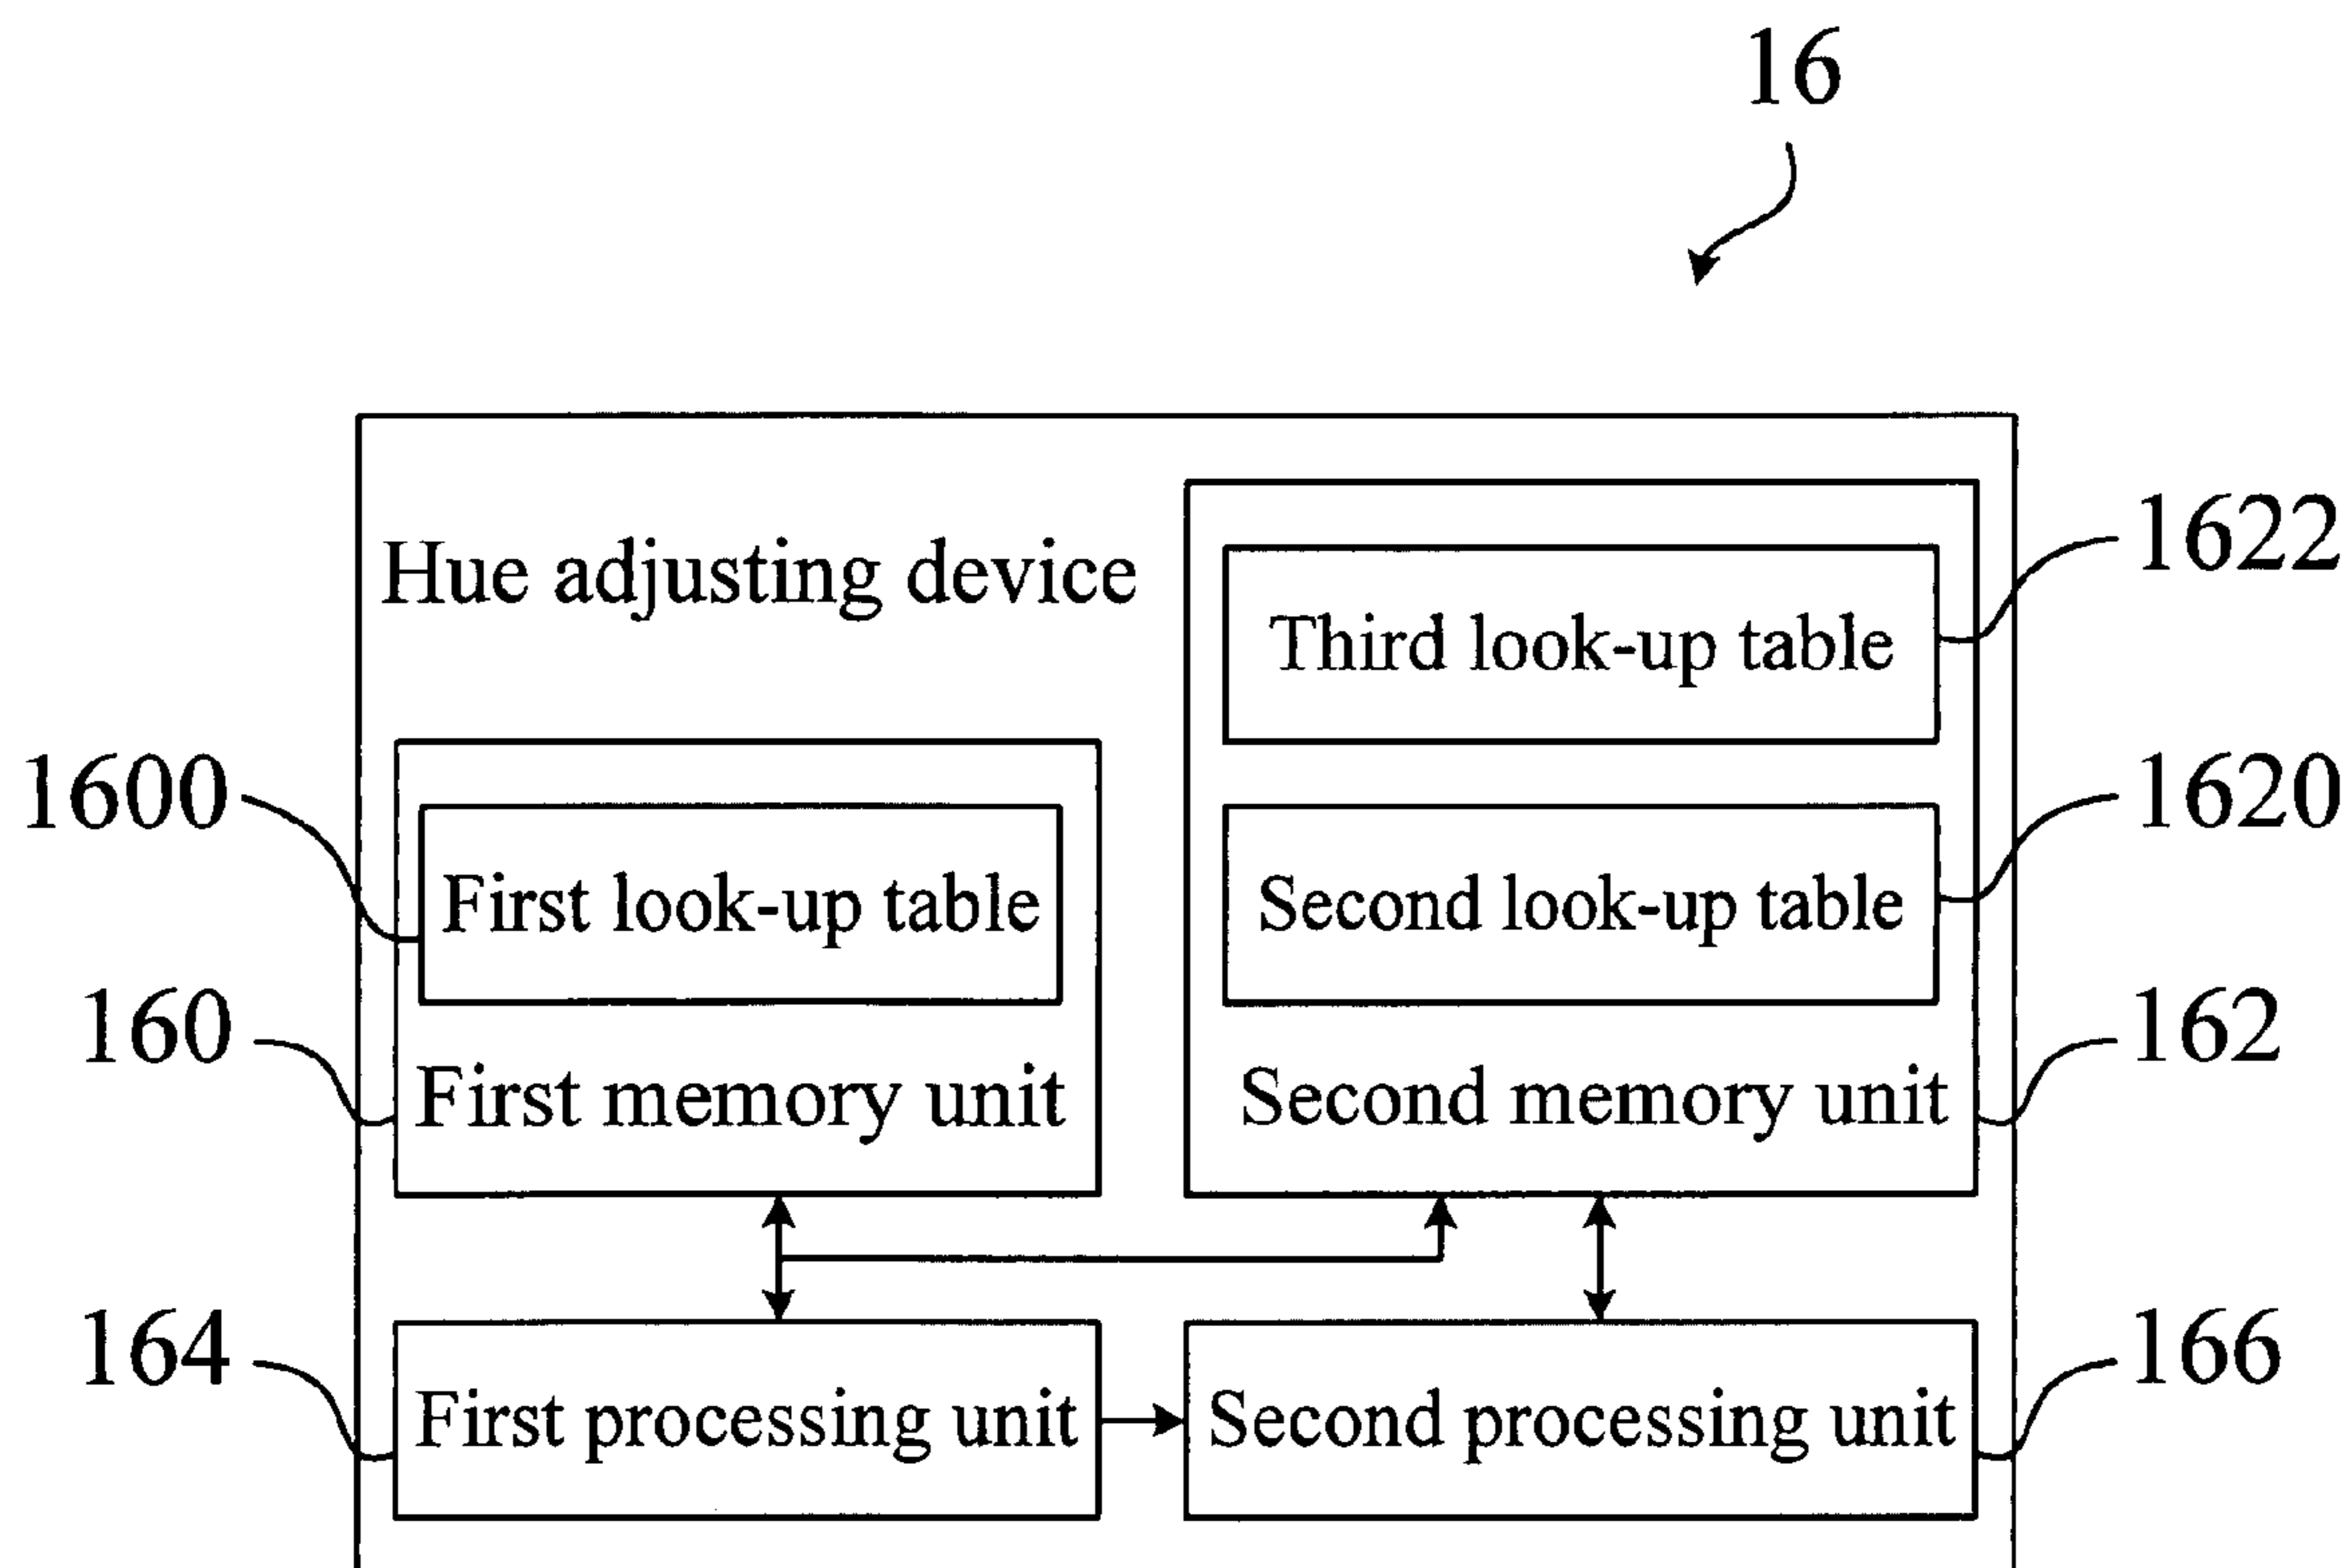 16
Hue adjusting device
1622
Third look-up table
1600
1620
First look-up table
Second look-up table
160
162
First memory unit
Second memory unit
164
166
First processing unit
Second processing unit